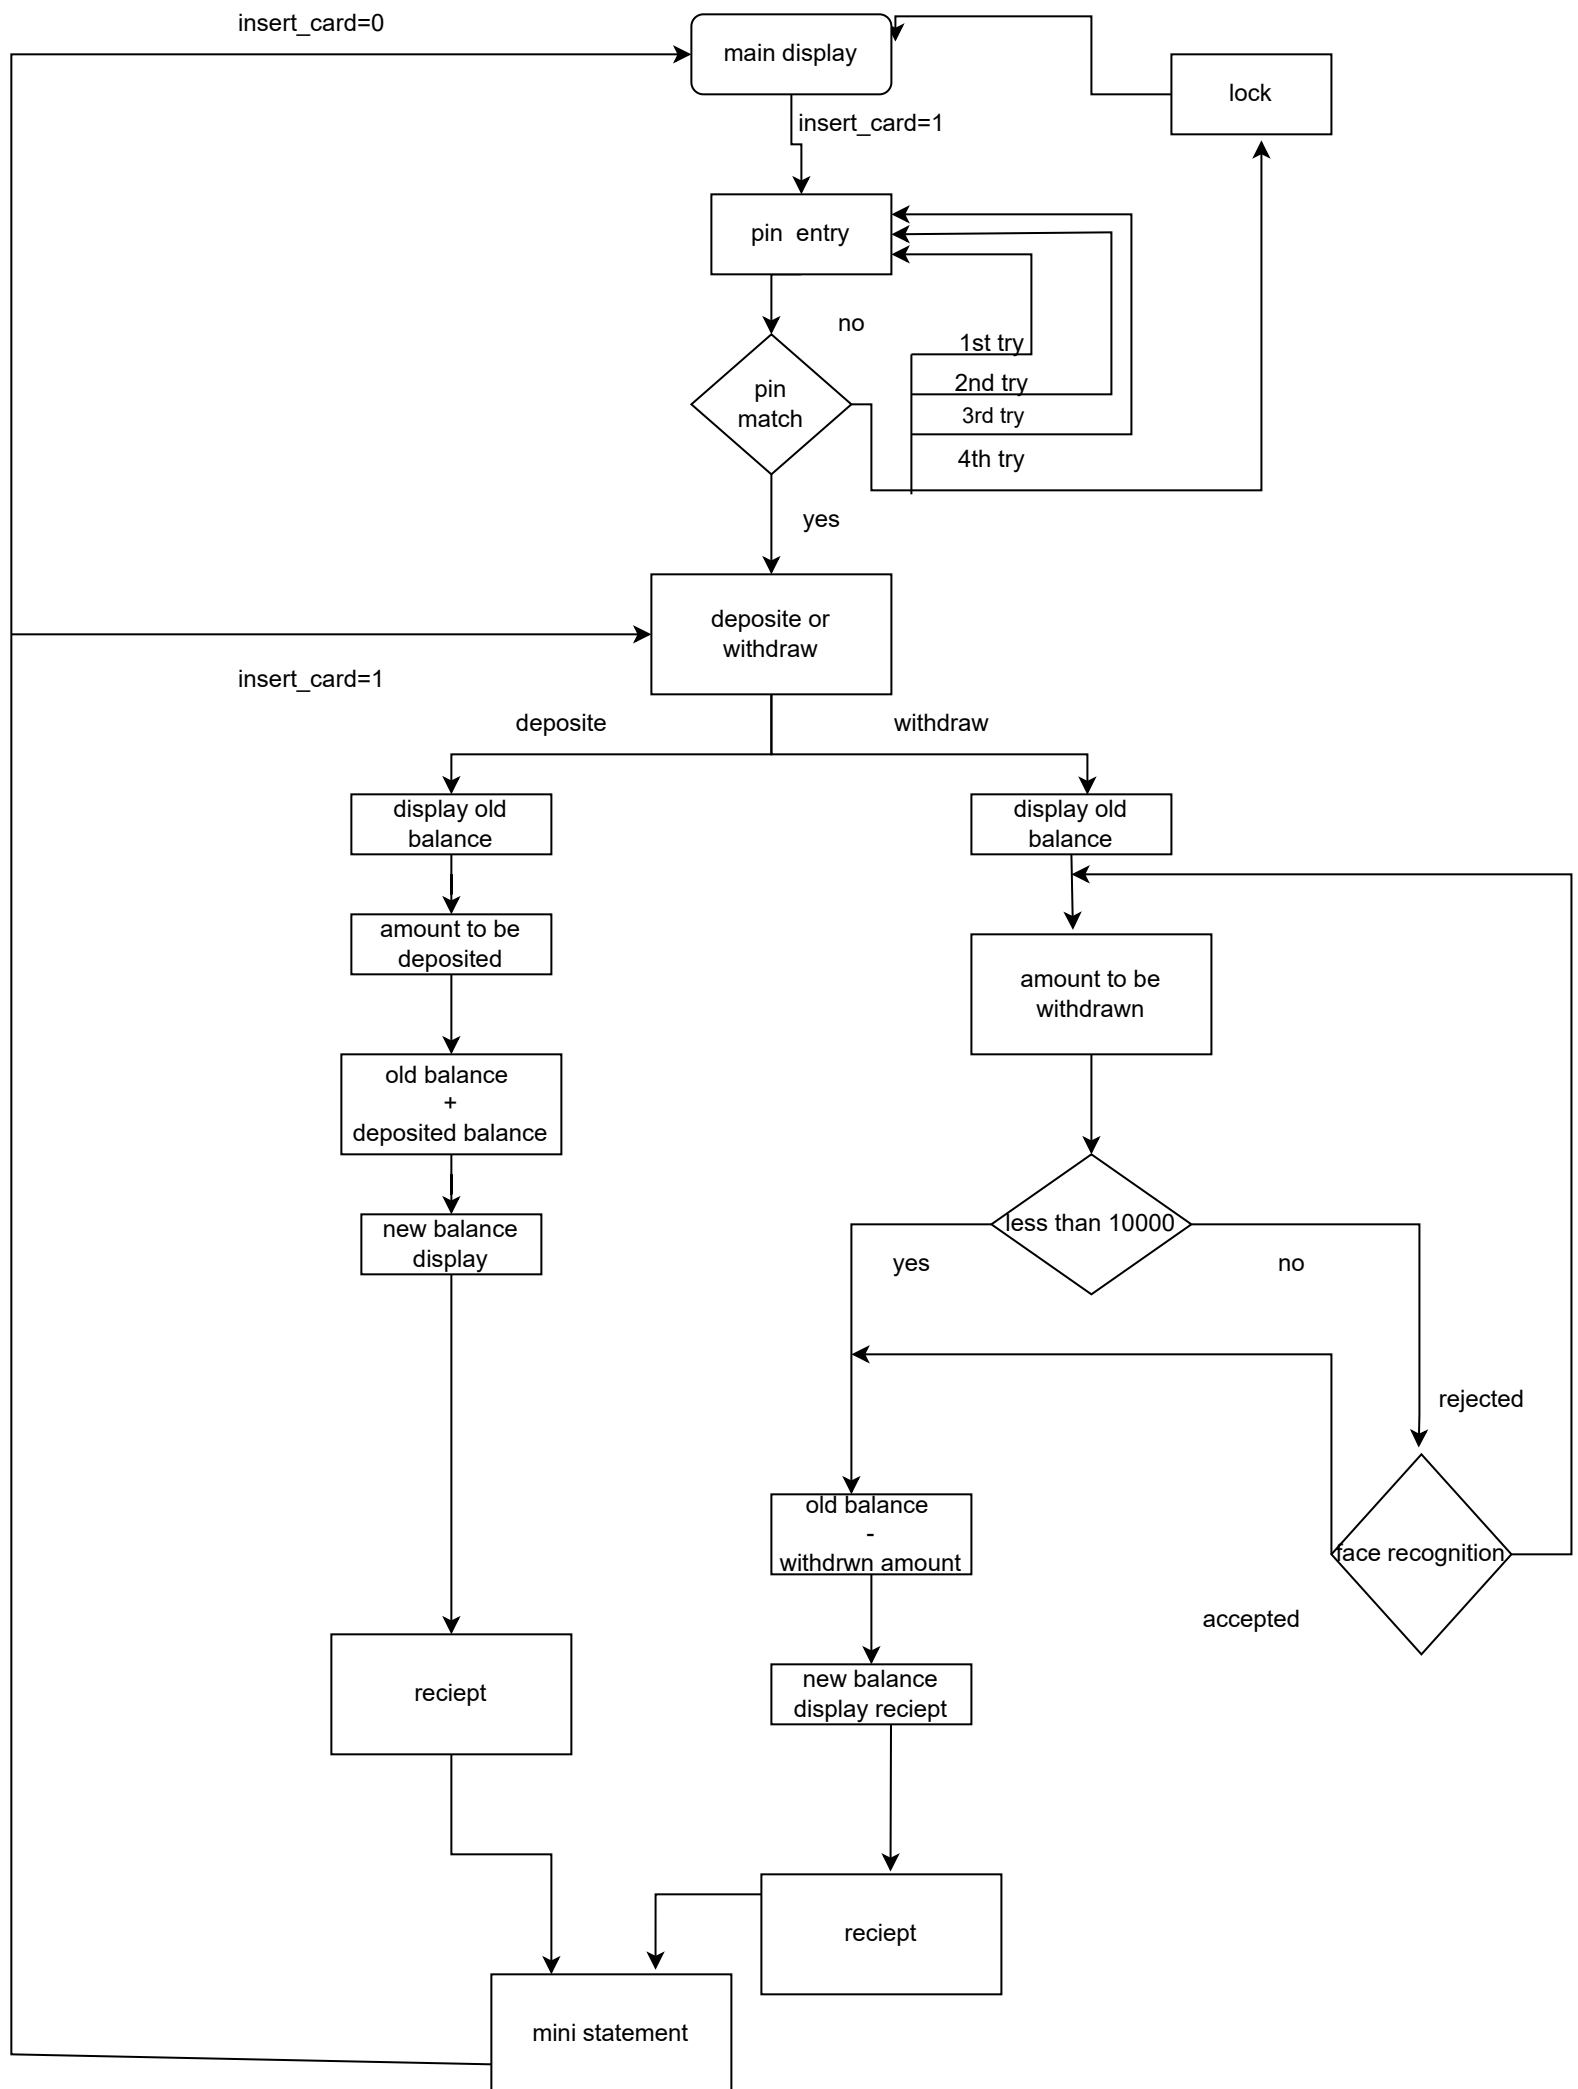 insert_card=0
main display
lock
insert_card=1
pin  entry
no
1st try
pin
match
2nd try
3rd try
4th try
yes
deposite or
withdraw
insert_card=1
deposite
withdraw
display old
balance
display old
balance
amount to be
deposited
amount to be
withdrawn
old balance
+
deposited balance
new balance
display
less than 10000
yes
no
rejected
old balance
-
withdrwn amount
face recognition
accepted
reciept
new balance
display reciept
reciept
mini statement